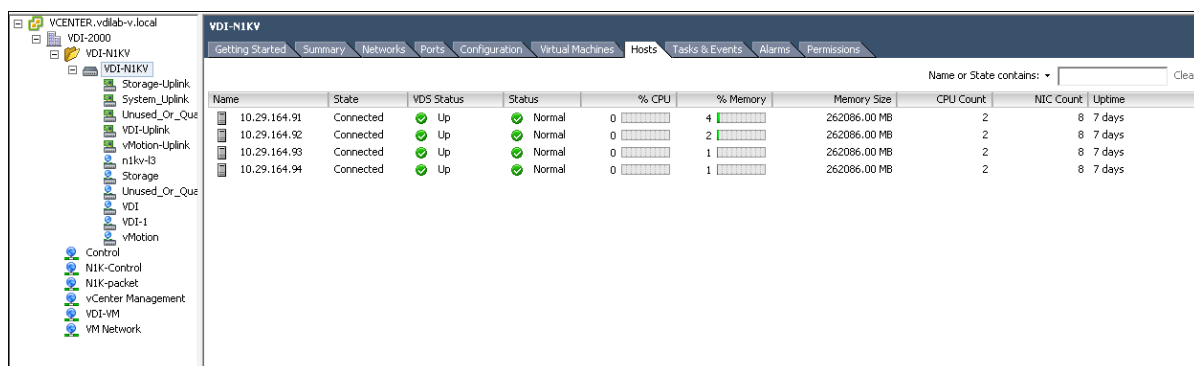 VCENTER.vdilab-v.local
VDI-2000
VDI-N1KV
VDI-N1KV
Storage-Uplink
System_Uplink
Unused_Or_Qua
VDI-Uplink
vMotion-Uplink
n1kv-l3
Storage
Unused_Or_Qua
VDI
VDI-1
vMotion
Control
N1K-Control
N1K-packet
vCenter Management
VDI-VM
VM Network
VDI-N1KV
Getting Started Summary Networks Ports Configuration Virtual Machines Hosts Tasks & Events Alarms Permissions
Name or State contains: Clea
Name State VDS Status Status % CPU % Memory Memory Size CPU Count NIC Count Uptime
10.29.164.91 Connected Up Normal 0 4 262086.00 MB 2 8 7 days
10.29.164.92 Connected Up Normal 0 2 262086.00 MB 2 8 7 days
10.29.164.93 Connected Up Normal 0 1 262086.00 MB 2 8 7 days
10.29.164.94 Connected Up Normal 0 1 262086.00 MB 2 8 7 days